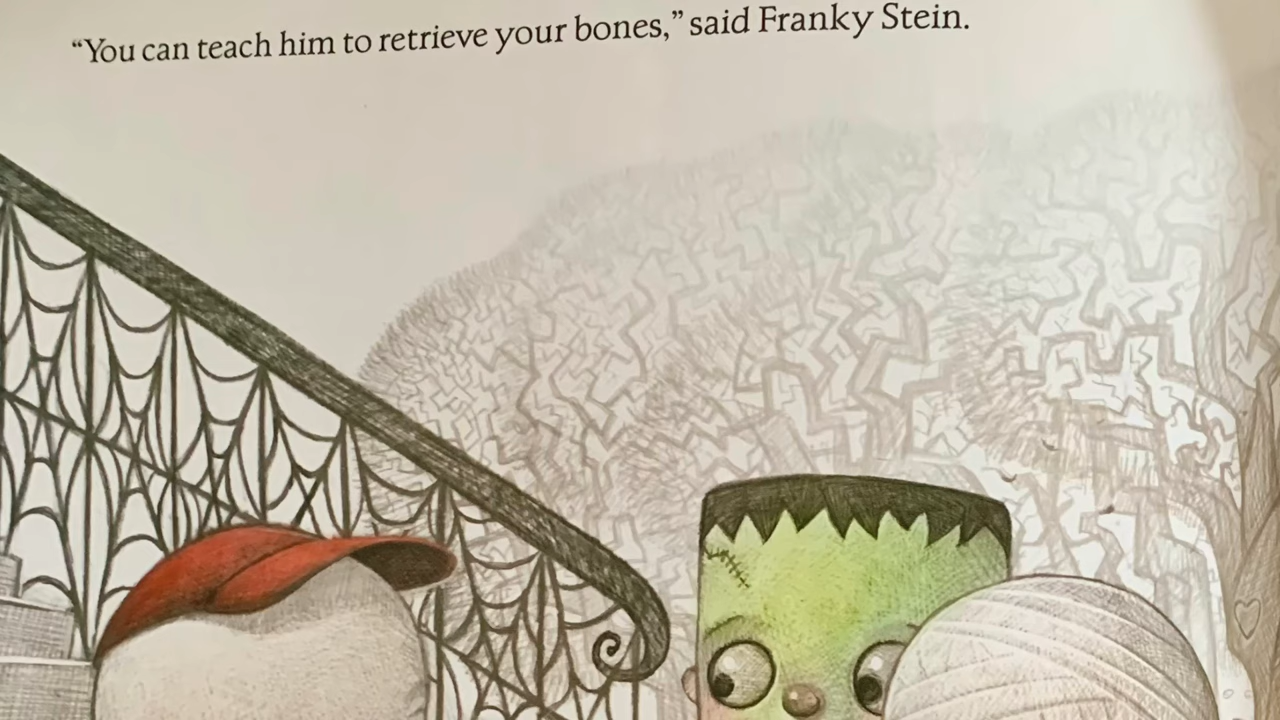 “You can teach him to retrieve your bones,” said Franky Stein.